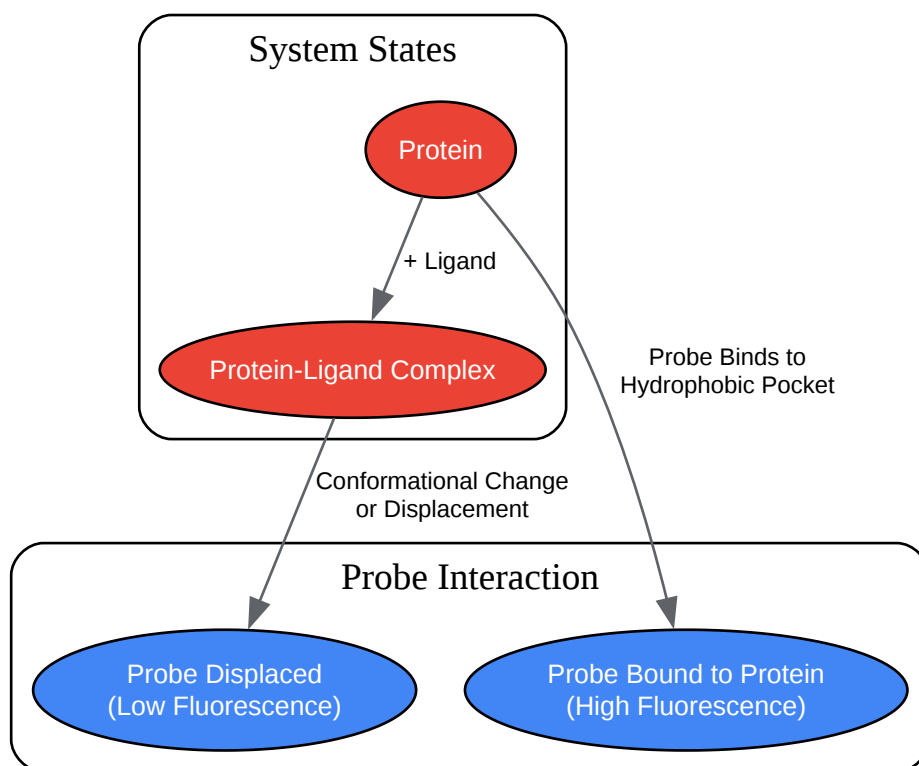 System States
Protein
+ Ligand
Protein-Ligand Complex
Probe Binds to
Hydrophobic Pocket
Conformational Change
or Displacement
Probe Interaction
Probe Displaced
(Low Fluorescence)
Probe Bound to Protein
(High Fluorescence)